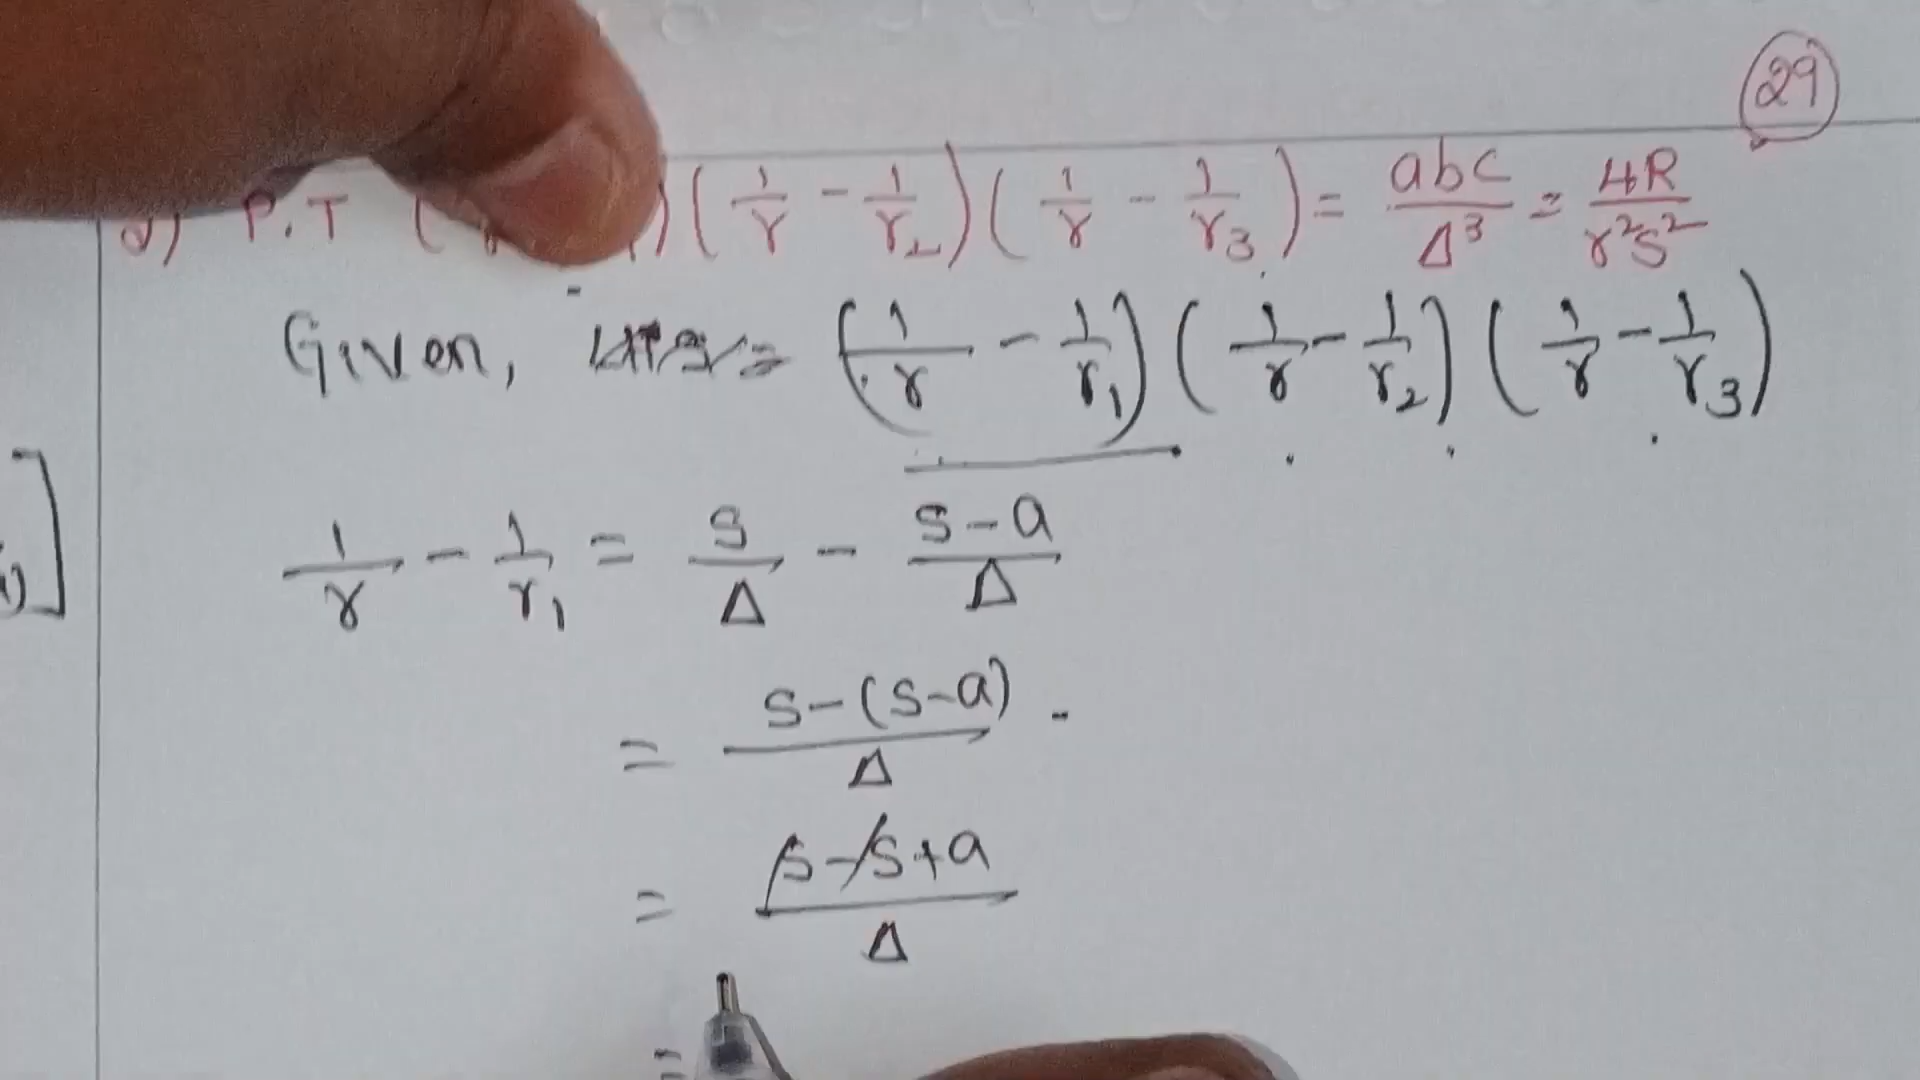 29
P.T ( )(1/r - 1/r₂)(1/r - 1/r₃) = abc/Δ³ = 4R/r²s²
Given, = (1/r - 1/r₁)(1/r - 1/r₂)(1/r - 1/r₃)
1/r - 1/r₁ = s/Δ - s-a/Δ
= s-(s-a)/Δ
= s-s+a/Δ
=